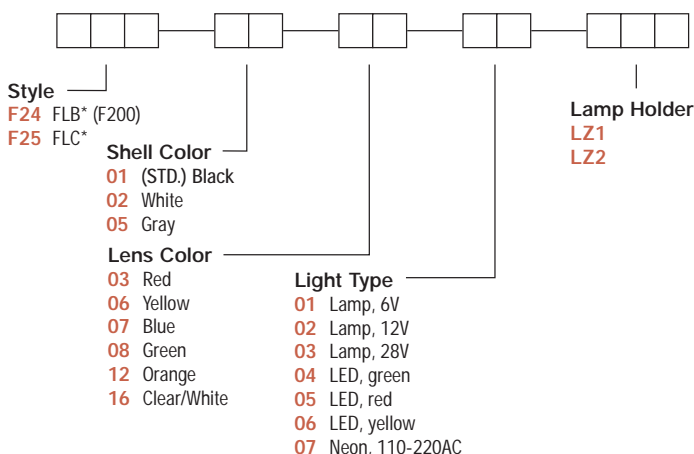 Style
F24 FLB* (F200)
F25 FLC*
Shell Color
01 (STD.) Black
02 White
05 Gray
Lens Color
03 Red
06 Yellow
07 Blue
08 Green
12 Orange
16 Clear/White
Light Type
01 Lamp, 6V
02 Lamp, 12V
03 Lamp, 28V
04 LED, green
05 LED, red
06 LED, yellow
07 Neon, 110-220AC
Lamp Holder
LZ1
LZ2